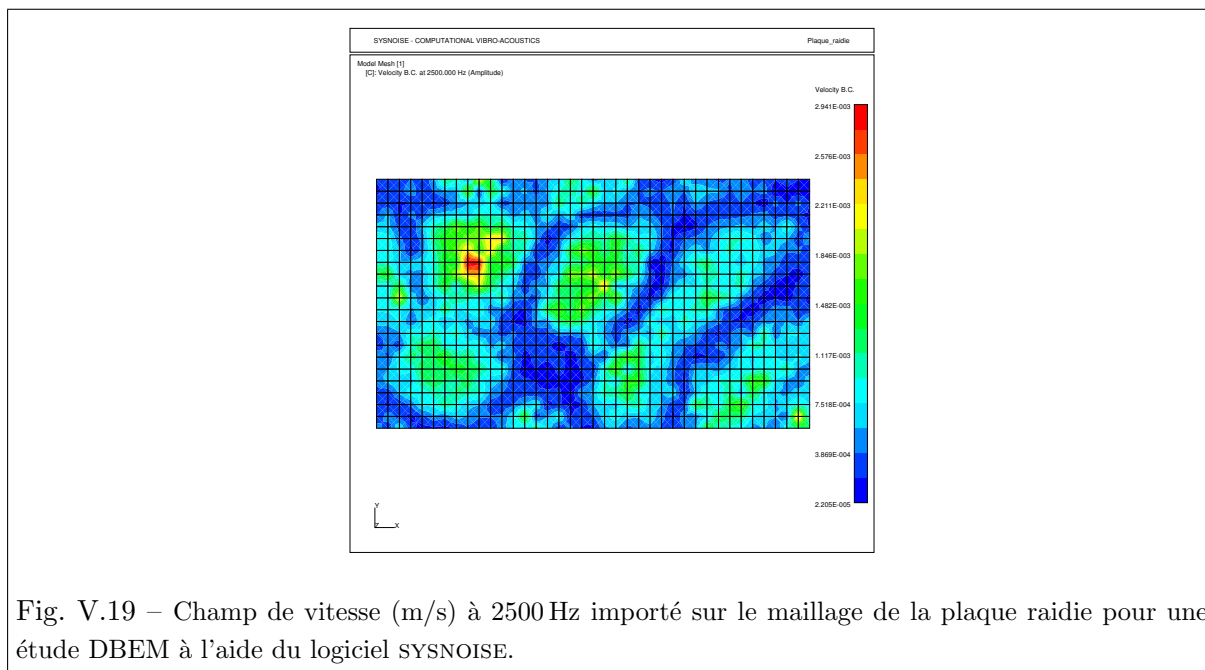 SYSNOISE - COMPUTATIONAL VIBRO-ACOUSTICS Plaque_raidie
Model Mesh [1]
[C]: Velocity B.C. at 2500.000 Hz (Amplitude)
Velocity B.C.
2.941E-003
2.576E-003
2.211E-003
1.846E-003
1.482E-003
1.117E-003
7.518E-004
3.869E-004
2.205E-005
Y
Z X
Fig. V.19 – Champ de vitesse (m/s) à 2500 Hz importé sur le maillage de la plaque raidie pour une
étude DBEM à l'aide du logiciel SYSNOISE.